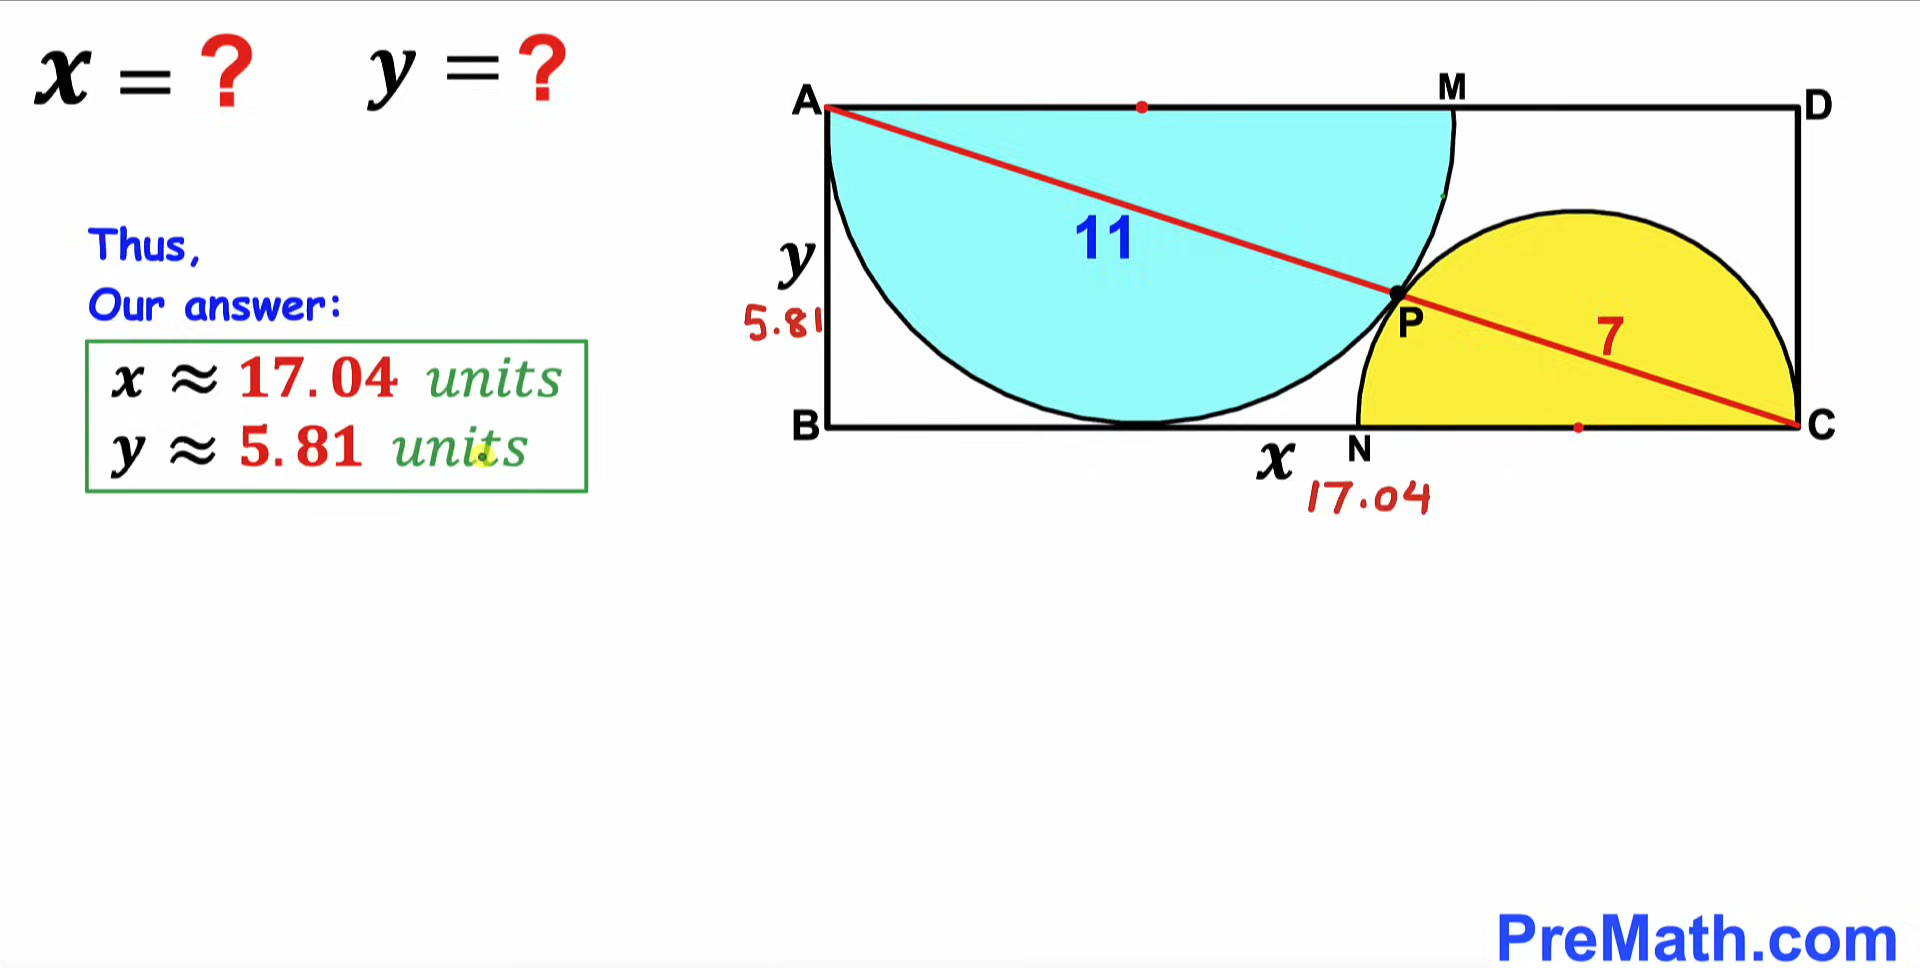 x = ? y = ?
Thus,
Our answer:
x ≈ 17.04 units
y ≈ 5.81 units
A
M
D
11
y
5.81
P
7
B
x
N
C
17.04
PreMath.com